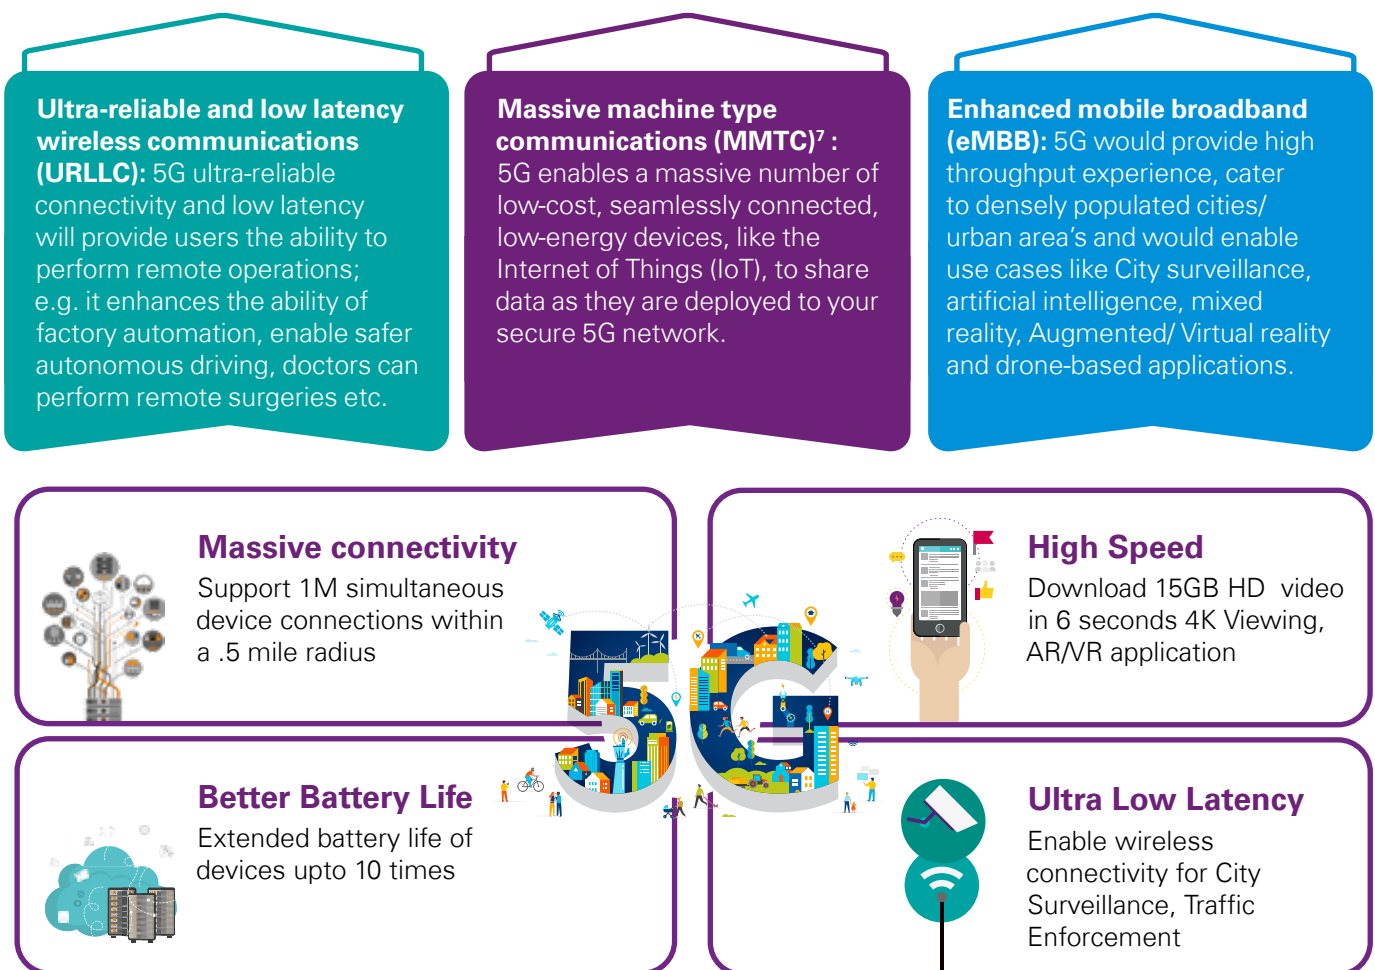 Ultra-reliable and low latency
wireless communications
(URLLC): 5G ultra-reliable
connectivity and low latency
will provide users the ability to
perform remote operations;
e.g. it enhances the ability of
factory automation, enable safer
autonomous driving, doctors can
perform remote surgeries etc.
Massive machine type
communications (MMTC)⁷ :
5G enables a massive number of
low-cost, seamlessly connected,
low-energy devices, like the
Internet of Things (IoT), to share
data as they are deployed to your
secure 5G network.
Enhanced mobile broadband
(eMBB): 5G would provide high
throughput experience, cater
to densely populated cities/
urban area's and would enable
use cases like City surveillance,
artificial intelligence, mixed
reality, Augmented/ Virtual reality
and drone-based applications.
Massive connectivity
Support 1M simultaneous
device connections within
a .5 mile radius
High Speed
Download 15GB HD  video
in 6 seconds 4K Viewing,
AR/VR application
5G
Better Battery Life
Extended battery life of
devices upto 10 times
Ultra Low Latency
Enable wireless
connectivity for City
Surveillance, Traffic
Enforcement